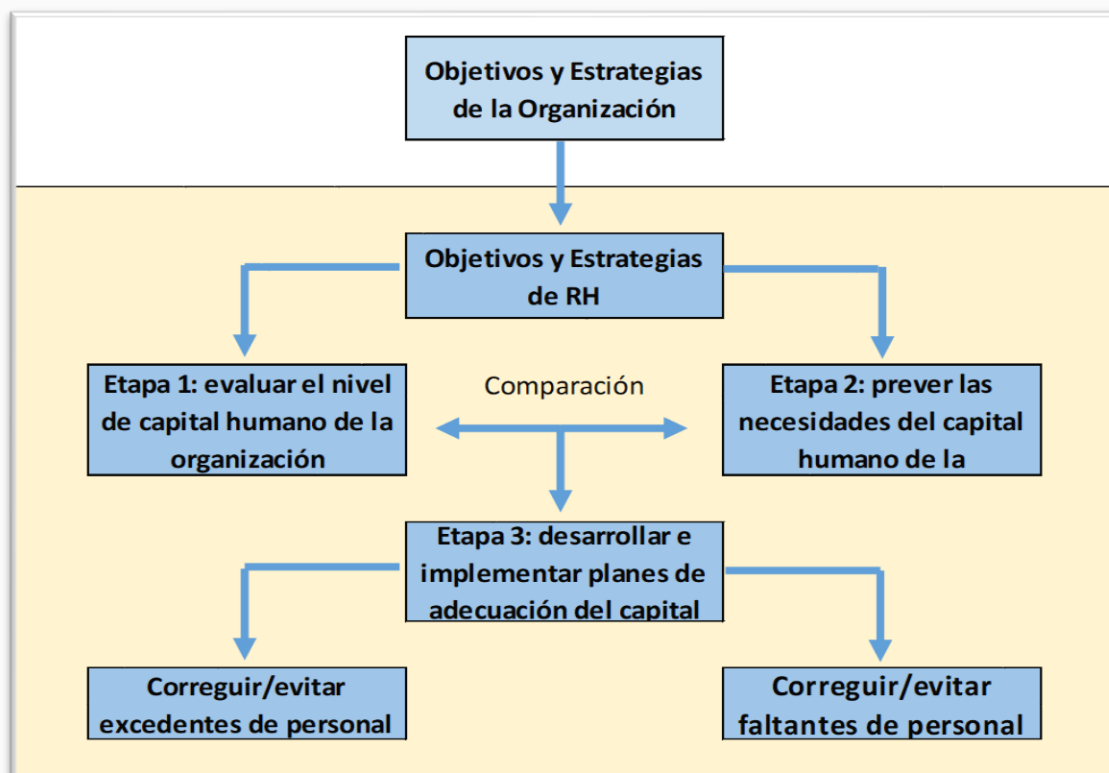 Objetivos y Estrategias
de la Organización
Objetivos y Estrategias
de RH
Etapa 1: evaluar el nivel
de capital humano de la
organización
Comparación
Etapa 2: prever las
necesidades del capital
humano de la
Etapa 3: desarrollar e
implementar planes de
adecuación del capital
Correguir/evitar
excedentes de personal
Correguir/evitar
faltantes de personal